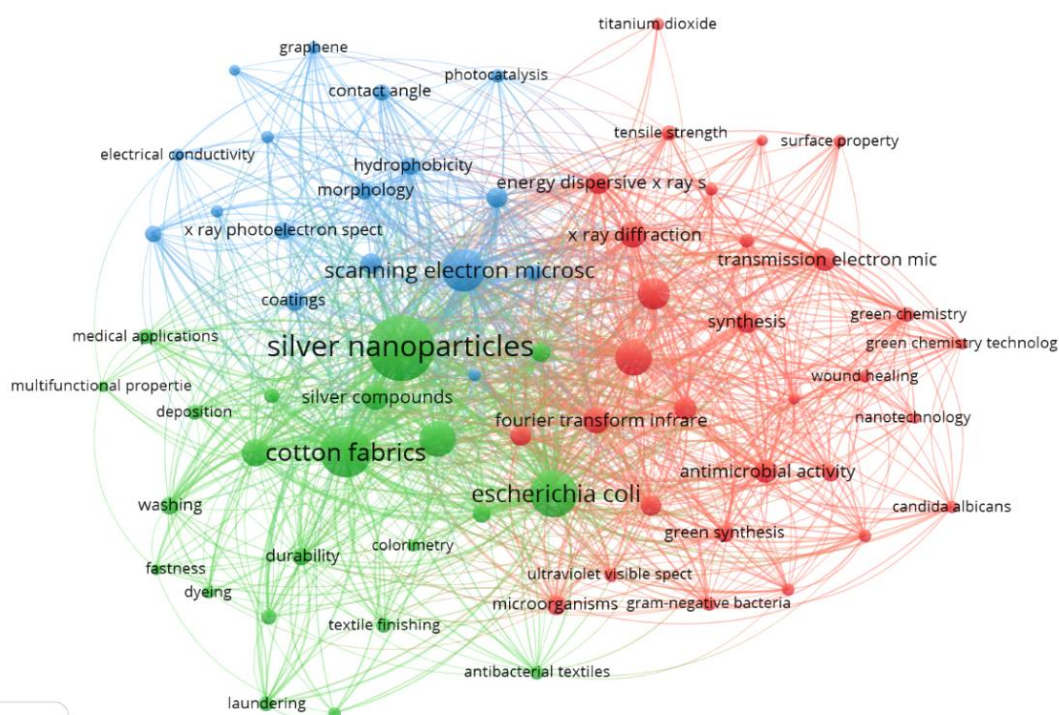 titanium dioxide
graphene
photocatalysis
contact angle
tensile strength
surface property
electrical conductivity
hydrophobicity
energy dispersive x ray s
morphology
x ray photoelectron spect
x ray diffraction
transmission electron mic
scanning electron microsc
coatings
green chemistry
synthesis
medical applications
green chemistry technolog
silver nanoparticles
wound healing
multifunctional propertie
silver compounds
deposition
nanotechnology
fourier transform infrare
cotton fabrics
antimicrobial activity
escherichia coli
washing
candida albicans
green synthesis
colorimetry
durability
fastness
ultraviolet visible spect
dyeing
microorganisms
gram-negative bacteria
textile finishing
antibacterial textiles
laundering